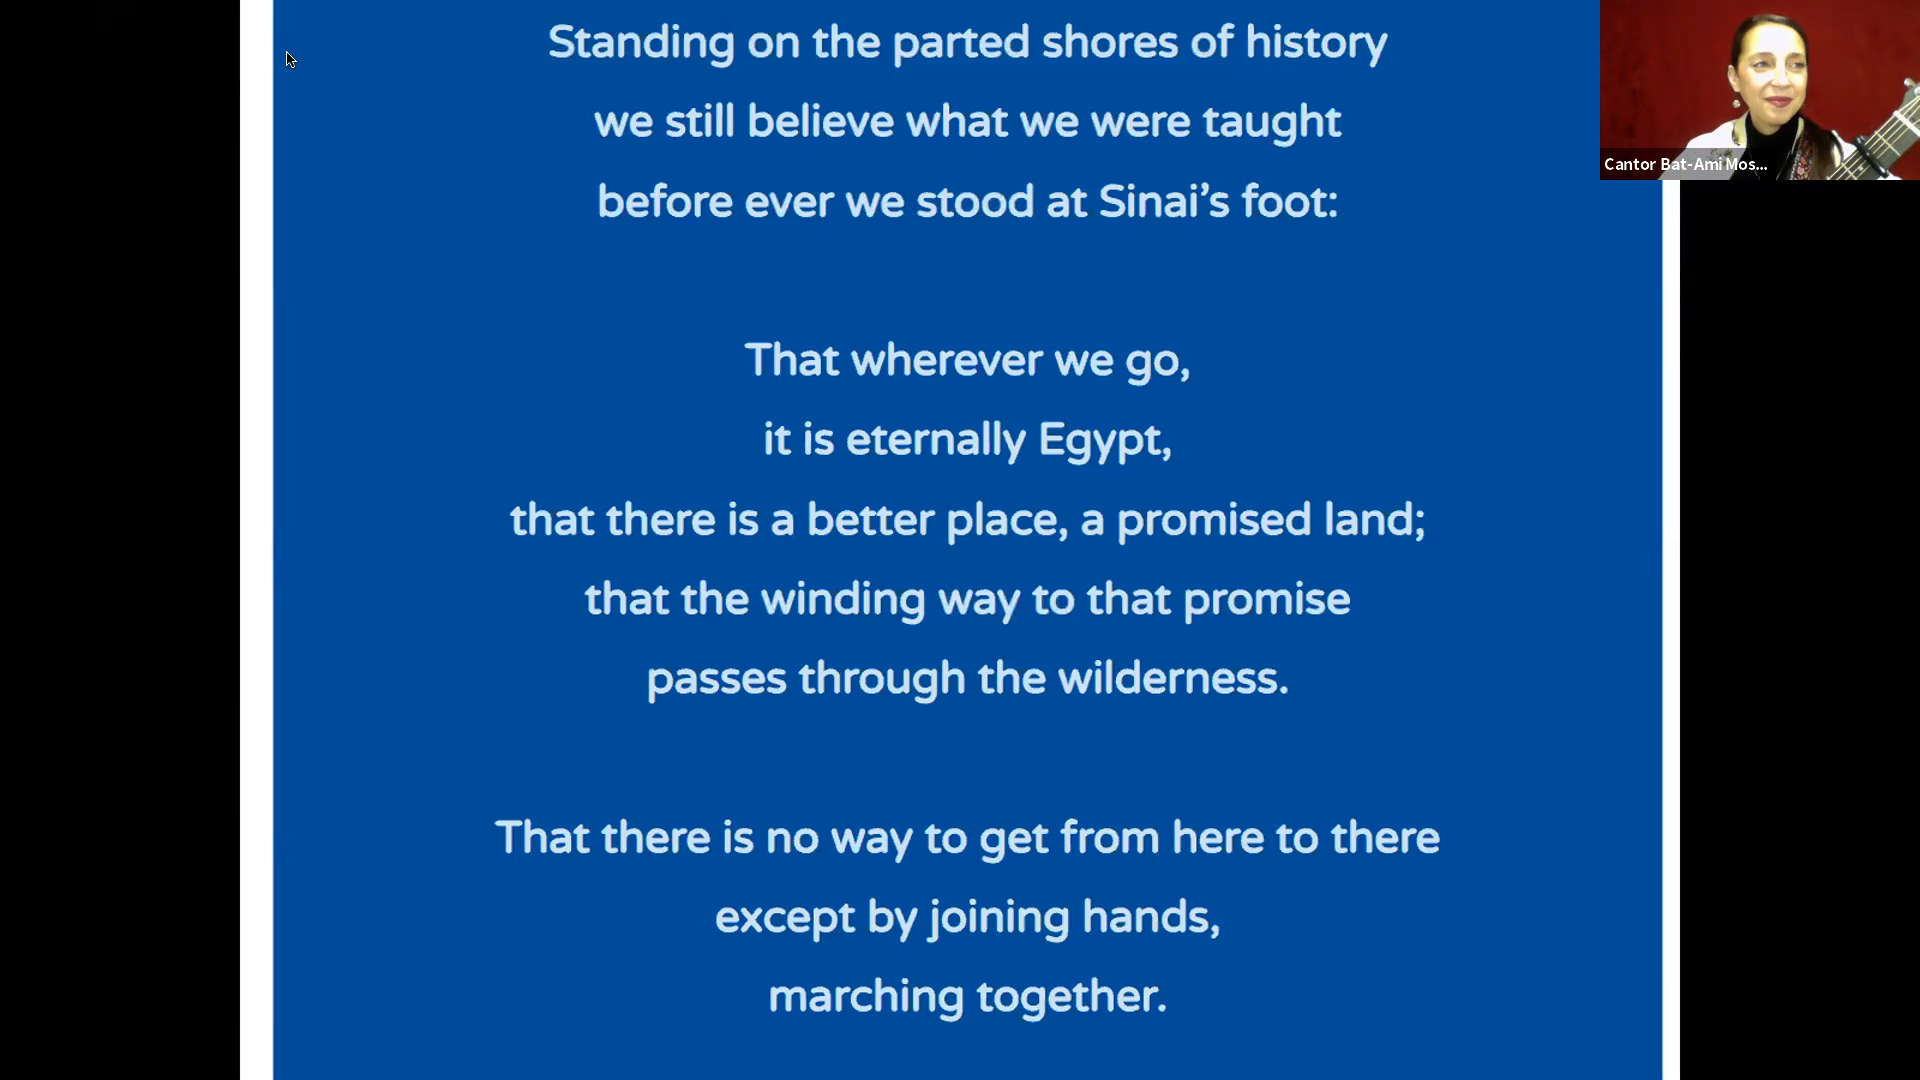 Standing on the parted shores of history
we still believe what we were taught
before ever we stood at Sinai’s foot:
That wherever we go,
it is eternally Egypt,
that there is a better place, a promised land;
that the winding way to that promise
passes through the wilderness.
That there is no way to get from here to there
except by joining hands,
marching together.
Cantor Bat-Ami Mos...